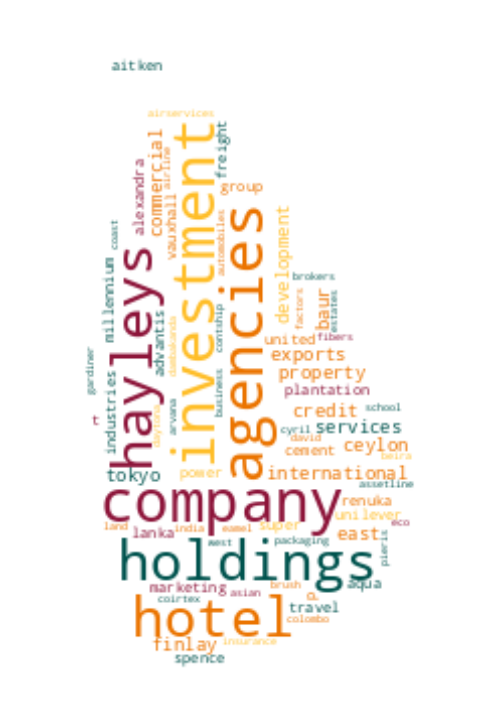 aitken
airservices
investment
freight
commercial
airline
alexandra
vauxhall
group
automobiles
agencies
development
coast
hayleys
millennium
brokers
baur
estates
factors
contship
advantis
dambakanda
united
fibers
exports
gardiner
business
property
industries
arvana
daytona
plantation
credit
school
t
cyril
services
david
cement
ceylon
beira
tokyo
power
international
assetline
company
renuka
unilever
eco
land
lanka
india
eamel
super
east
pieris
west
packaging
holdings
marketing
asian
brush
aqua
coirtex
hotel
travel
colombo
finlay
insurance
spence